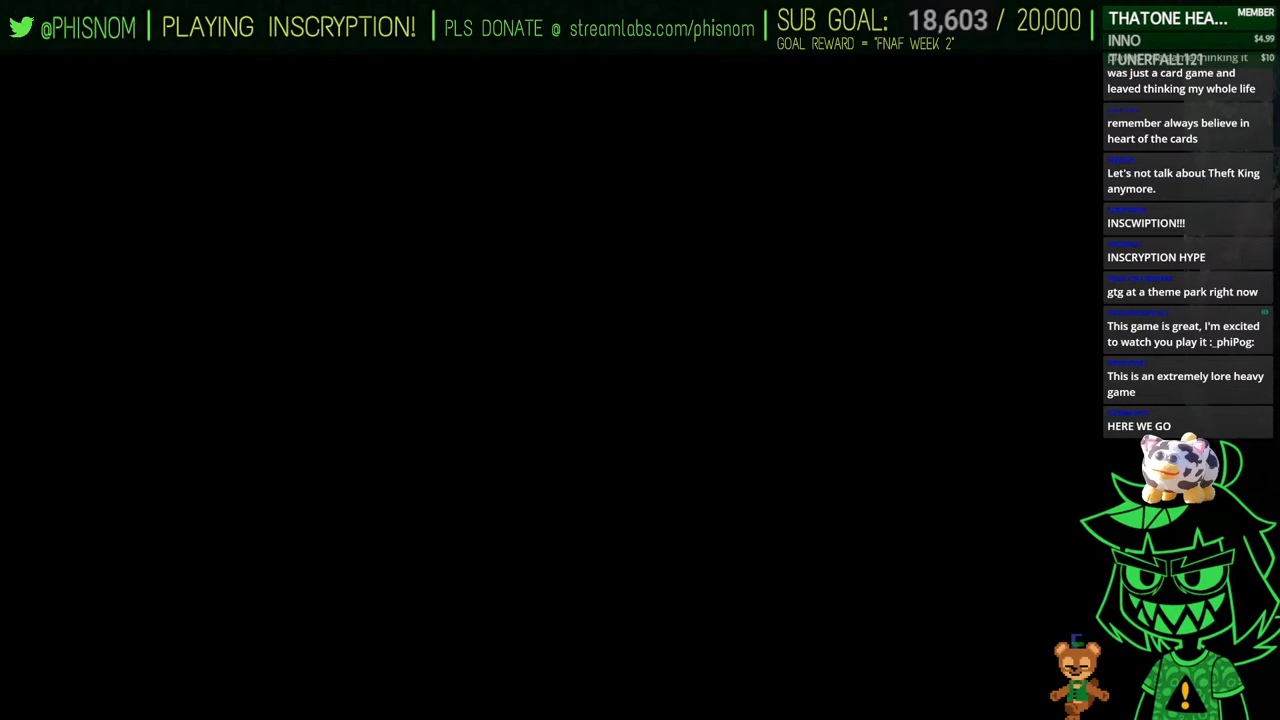 @PHISNOM | PLAYING INSCRYPTION! | PLS DONATE @ streamlabs.com/phisnom | SUB GOAL: 18,603 / 20,000 |
GOAL REWARD = "FNAF WEEK 2"
THATONE HEA... MEMBER
INNO $4.99
TUNERFALL121 $10
was just a card game and
leaved thinking my whole life
remember always believe in
heart of the cards
Let's not talk about Theft King
anymore.
INSCWIPTION!!!
INSCRYPTION HYPE
gtg at a theme park right now
This game is great, I'm excited
to watch you play it :_phiPog:
This is an extremely lore heavy
game
HERE WE GO